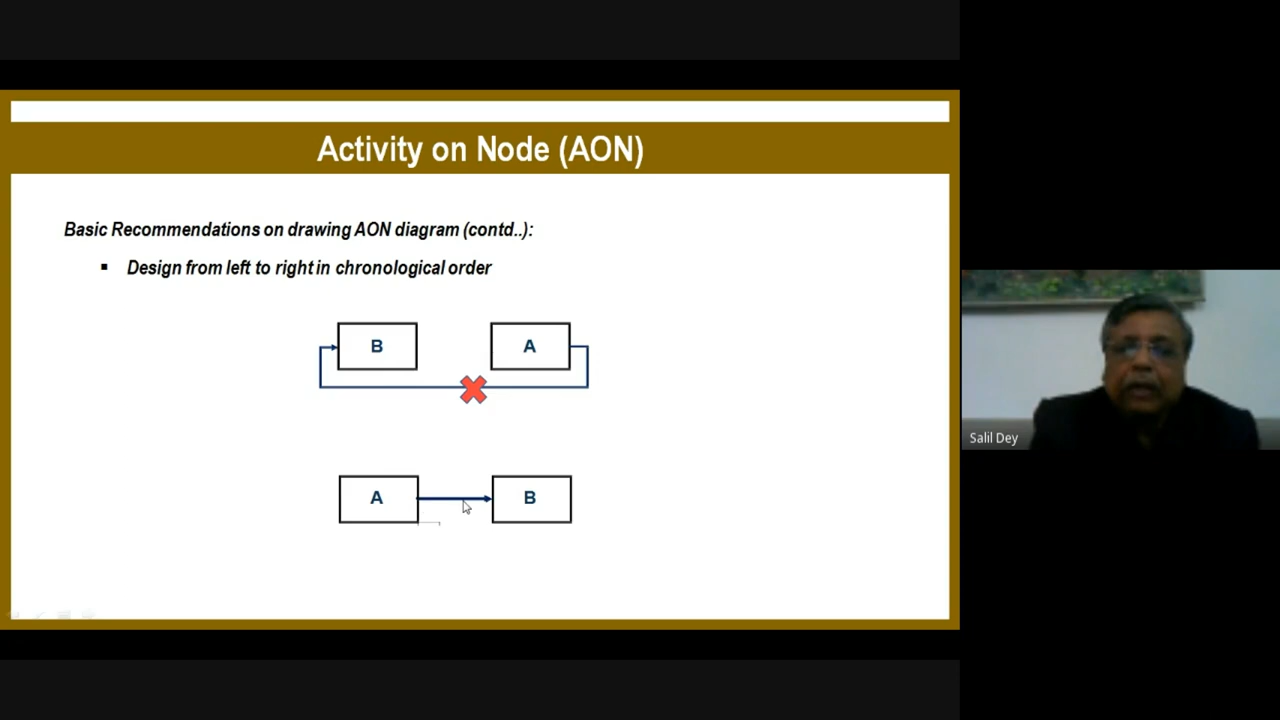 Activity on Node (AON)
Basic Recommendations on drawing AON diagram (contd..):
▪ Design from left to right in chronological order
B A
A B
Salil Dey